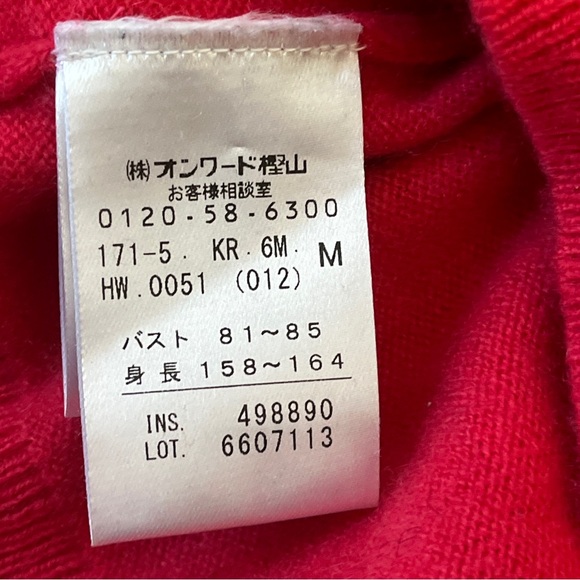 (株)オンワード樫山
お客様相談室
0120-58-6300
171-5. KR.6M. M
HW.0051 (012)
バスト 81～85
身長 158～164
INS. 498890
LOT. 6607113